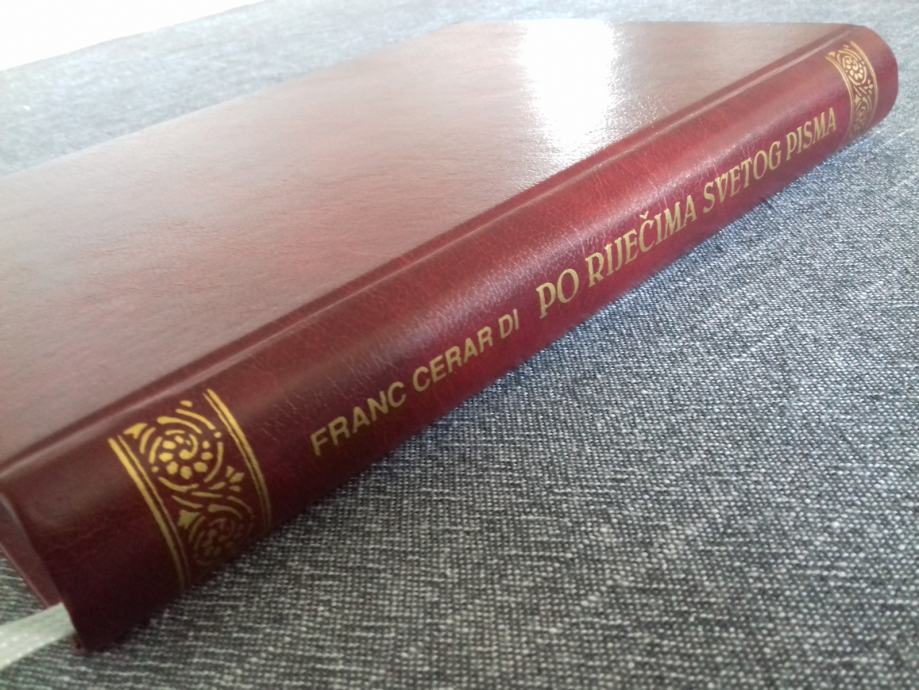 FRANC CERAR DI PO RIJEČIMA SVETOG PISMA